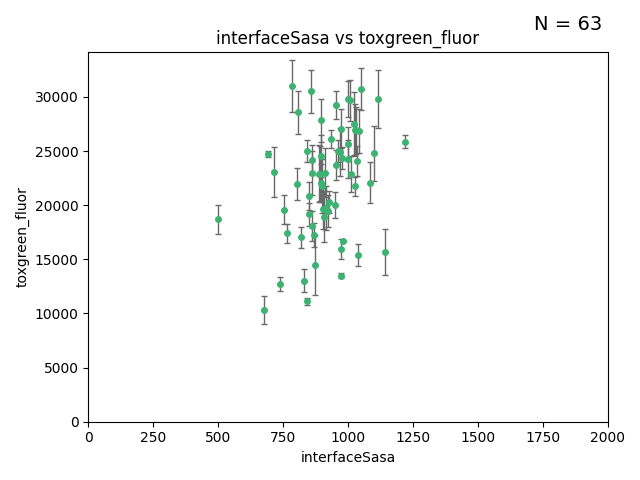 N = 63
interfaceSasa vs toxgreen_fluor
toxgreen_fluor
30000
25000
20000
15000
10000
5000
0
0 250 500 750 1000 1250 1500 1750 2000
interfaceSasa